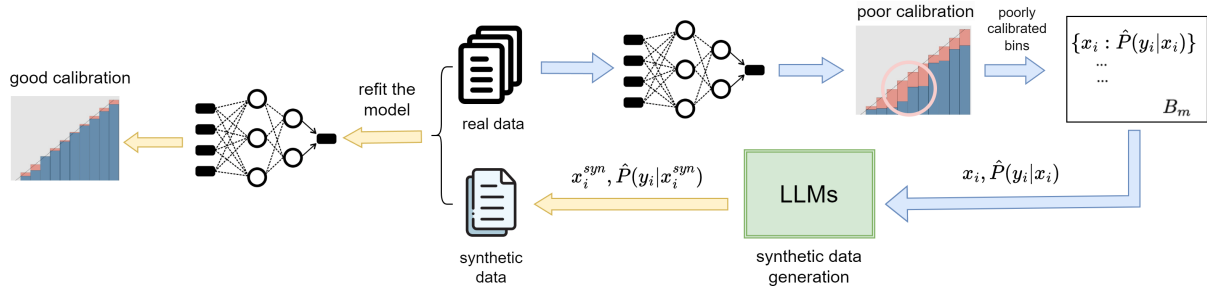 poor calibration
poorly
calibrated
bins
{x_i : P̂(y_i|x_i)}
...
...
B_m
good calibration
refit the
model
real data
x_i^{syn}, P̂(y_i|x_i^{syn})
LLMs
x_i, P̂(y_i|x_i)
synthetic
data
synthetic data
generation